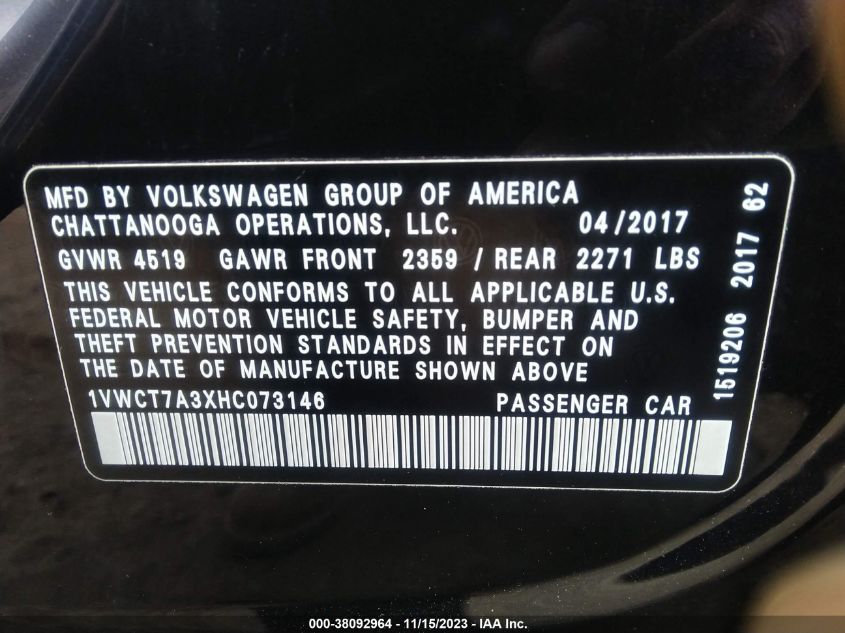 MFD BY VOLKSWAGEN GROUP OF AMERICA
CHATTANOOGA OPERATIONS, LLC. 04/2017
GVWR 4519 GAWR FRONT 2359 / REAR 2271 LBS
THIS VEHICLE CONFORMS TO ALL APPLICABLE U.S.
FEDERAL MOTOR VEHICLE SAFETY, BUMPER AND
THEFT PREVENTION STANDARDS IN EFFECT ON
THE DATE OF MANUFACTURE SHOWN ABOVE
1VWCT7A3XHC073146 PASSENGER CAR
1519206 2017 62
000-38092964 - 11/15/2023 - IAA Inc.